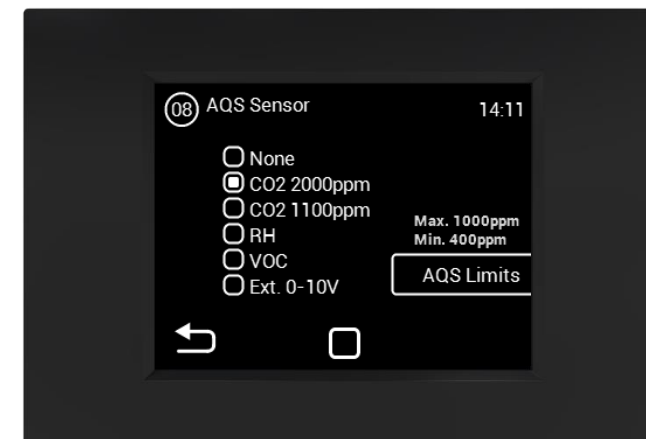 08 AQS Sensor 14:11
None
CO2 2000ppm
CO2 1100ppm
RH
VOC
Ext. 0-10V
Max. 1000ppm
Min. 400ppm
AQS Limits